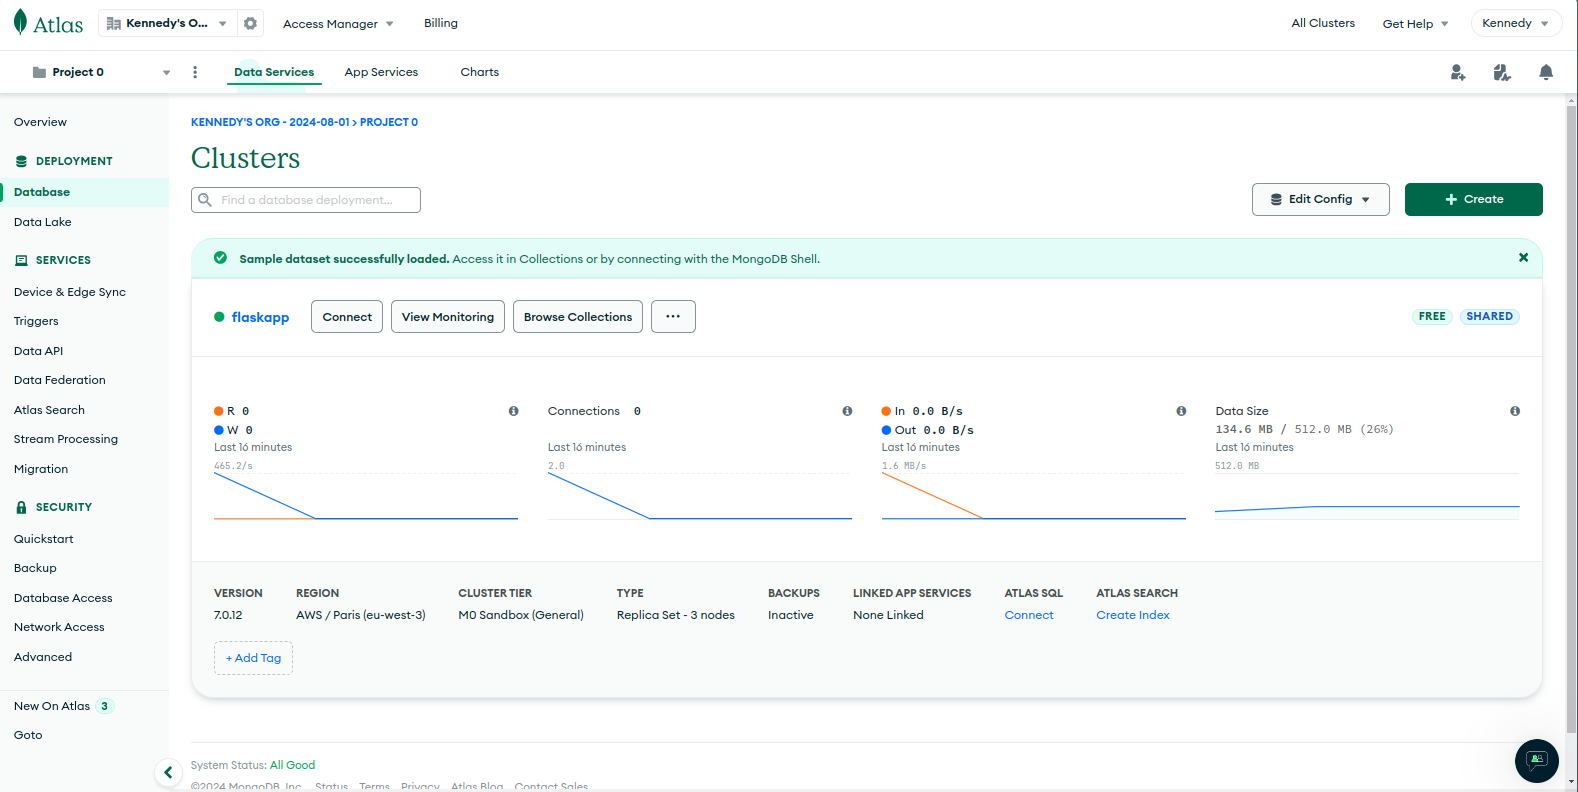 Atlas
Kennedy's O...
Access Manager
Billing
All Clusters
Get Help
Kennedy
Project 0
Data Services
App Services
Charts
Overview
DEPLOYMENT
Database
Data Lake
SERVICES
Device & Edge Sync
Triggers
Data API
Data Federation
Atlas Search
Stream Processing
Migration
SECURITY
Quickstart
Backup
Database Access
Network Access
Advanced
New On Atlas 3
Goto
KENNEDY'S ORG - 2024-08-01 > PROJECT 0
Clusters
Find a database deployment...
Edit Config
+ Create
Sample dataset successfully loaded. Access it in Collections or by connecting with the MongoDB Shell.
flaskapp
Connect
View Monitoring
Browse Collections
...
FREE
SHARED
R 0
W 0
Last 16 minutes
465.2/s
Connections 0
Last 16 minutes
2.0
In 0.0 B/s
Out 0.0 B/s
Last 16 minutes
1.6 MB/s
Data Size
134.6 MB / 512.0 MB (26%)
Last 16 minutes
512.0 MB
VERSION
7.0.12
REGION
AWS / Paris (eu-west-3)
CLUSTER TIER
M0 Sandbox (General)
TYPE
Replica Set - 3 nodes
BACKUPS
Inactive
LINKED APP SERVICES
None Linked
ATLAS SQL
Connect
ATLAS SEARCH
Create Index
+ Add Tag
System Status: All Good
©2024 MongoDB, Inc. Status Terms Privacy Atlas Blog Contact Sales